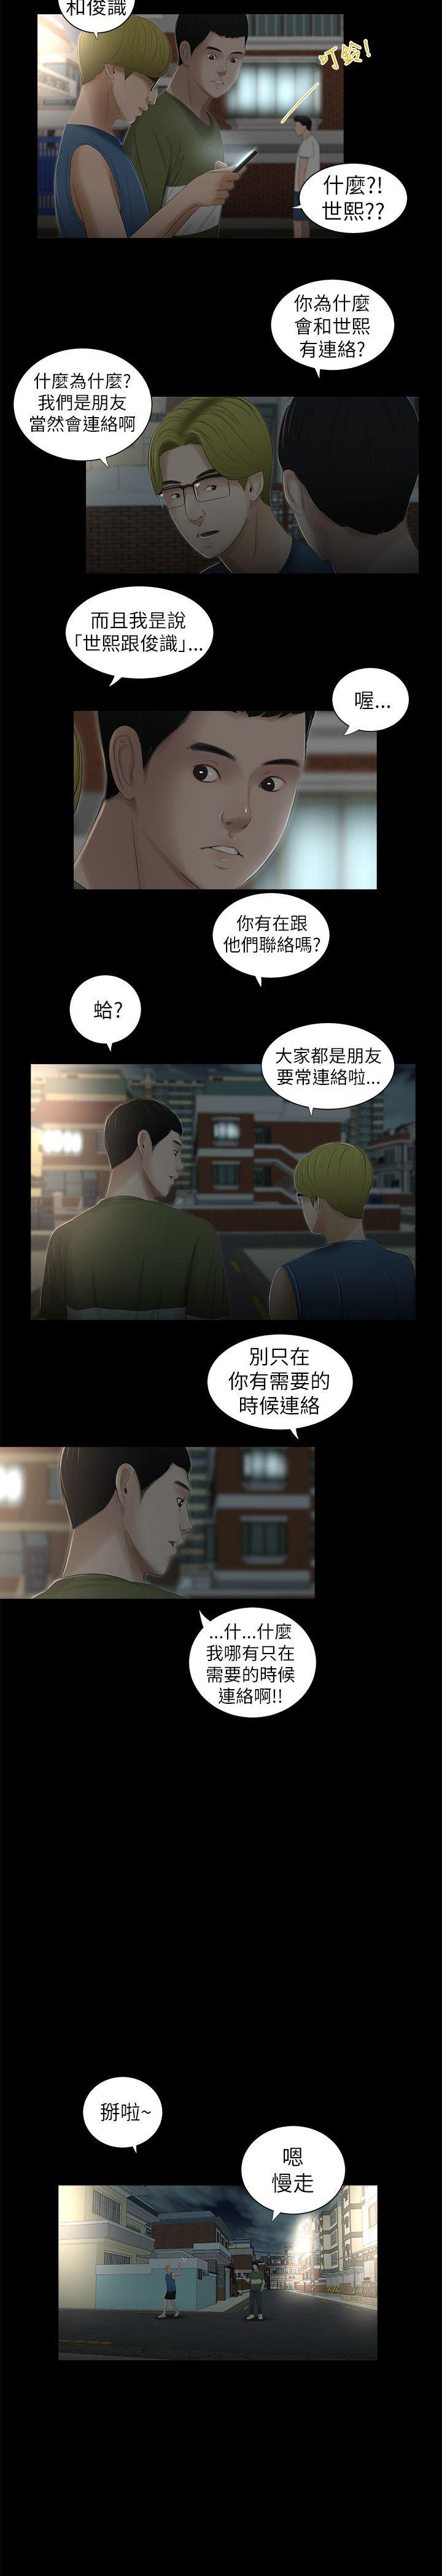 和俊識
叮鈴!
什麼?!
世熙??
你為什麼
會和世熙
有連絡?
什麼為什麼?
我們是朋友
當然會連絡啊
而且我是說
「世熙跟俊識」...
喔...
你有在跟
他們聯絡嗎?
蛤?
大家都是朋友
要常連絡啦...
別只在
你有需要的
時候連絡
...什...什麼
我哪有只在
需要的時候
連絡啊!!
掰啦~
嗯
慢走